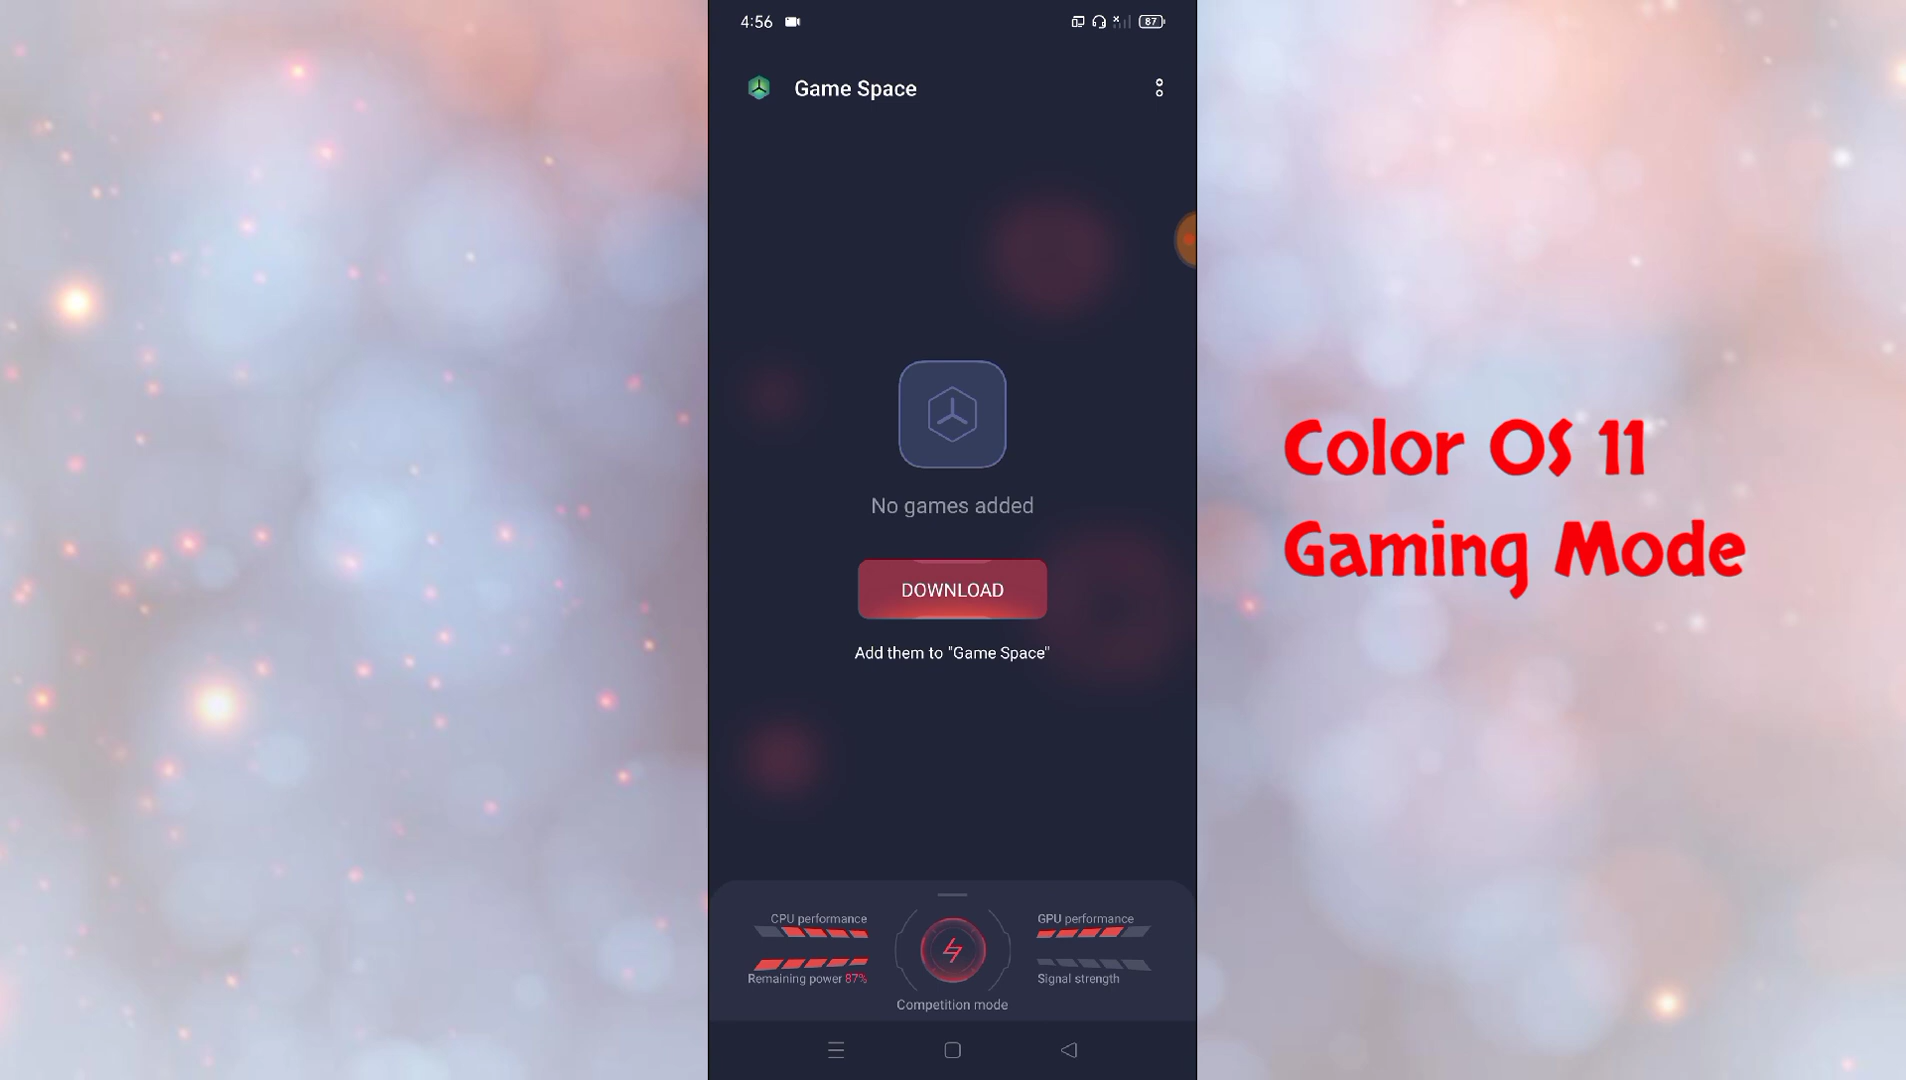 4:56
87
Game Space
No games added
DOWNLOAD
Add them to "Game Space"
CPU performance
GPU performance
Remaining power 87%
Signal strength
Competition mode
Color OS 11
Gaming Mode